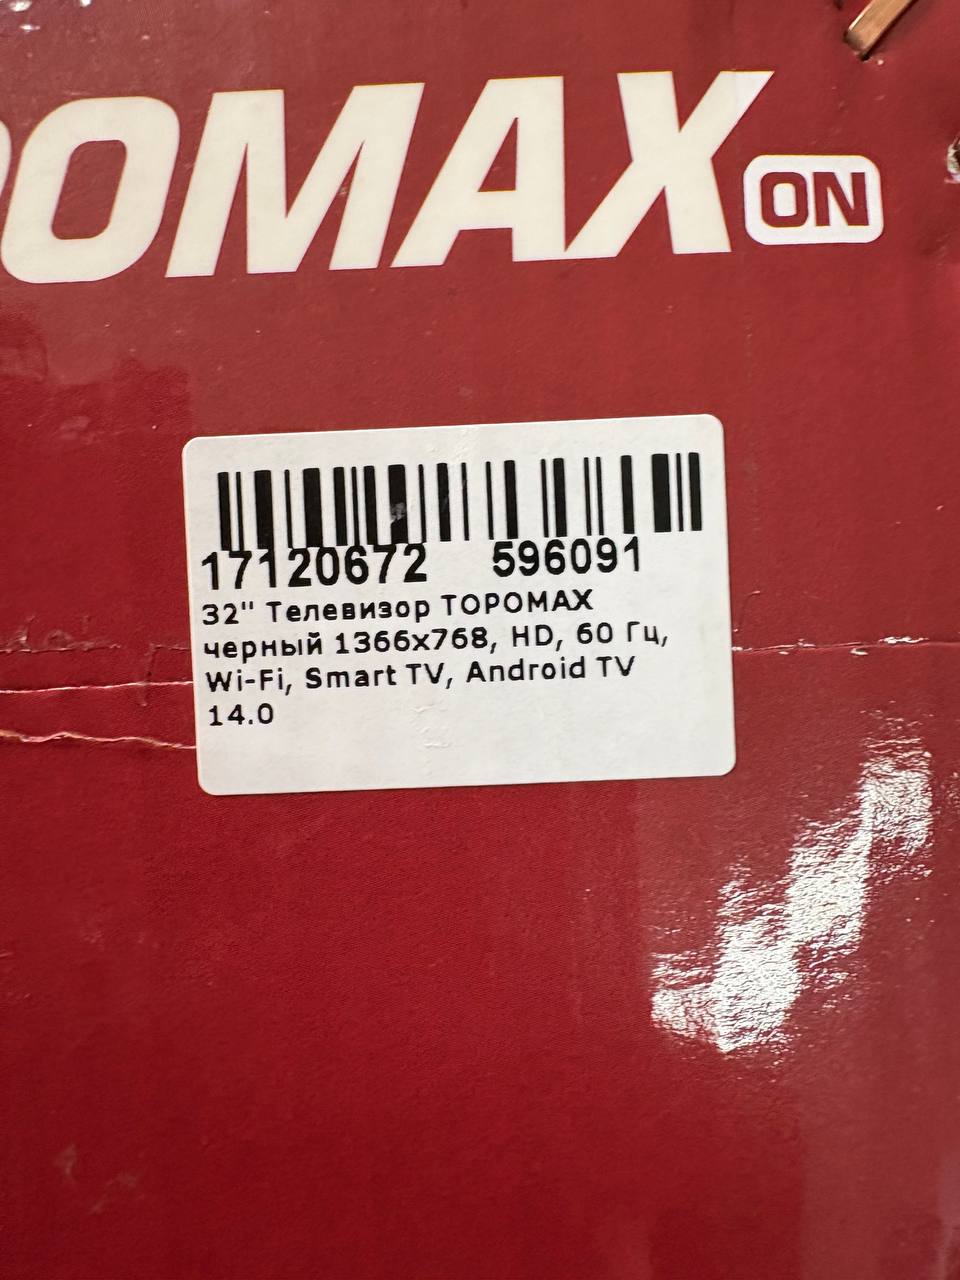 OMAX ON
17120672 596091
32" Телевизор TOPOMAX
черный 1366x768, HD, 60 Гц,
Wi-Fi, Smart TV, Android TV
14.0